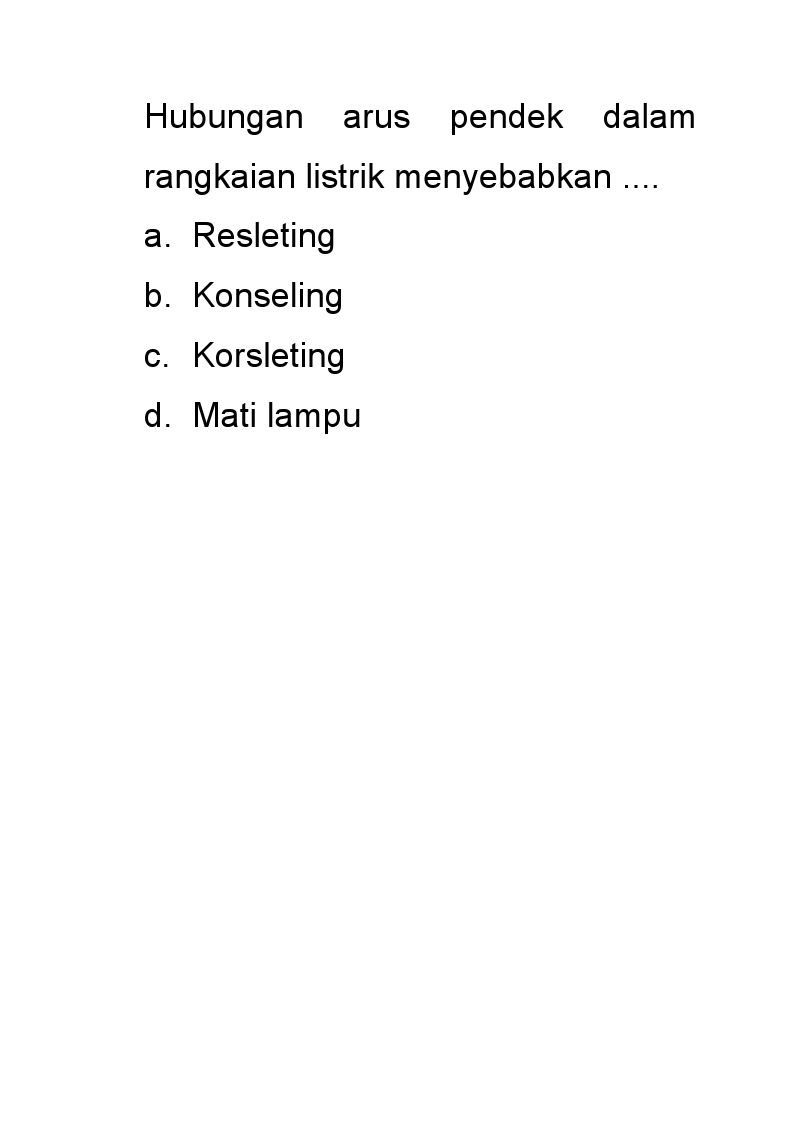 Hubungan arus pendek dalam
rangkaian listrik menyebabkan ....
a. Resleting
b. Konseling
c. Korsleting
d. Mati lampu